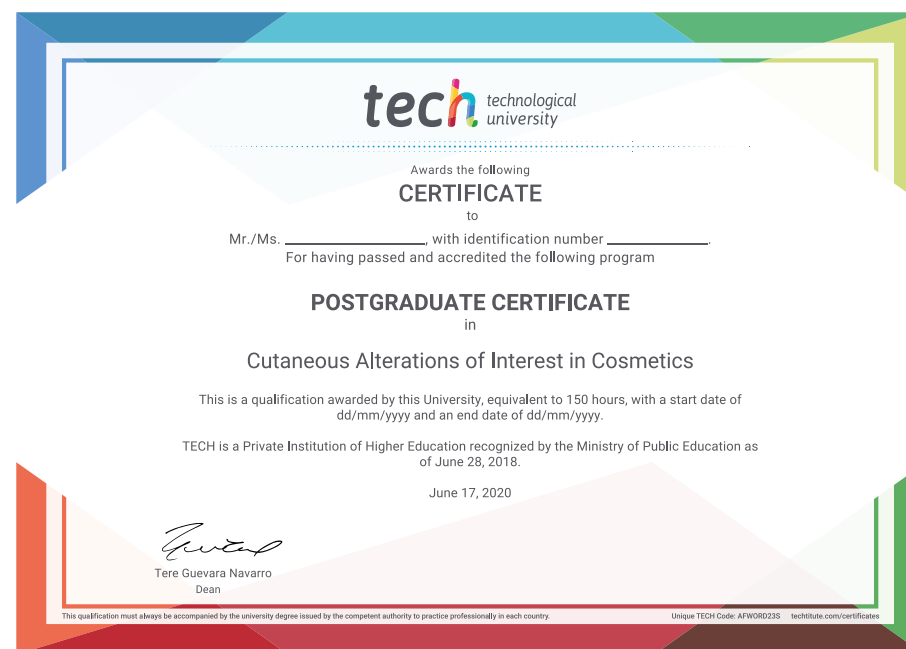 tech technological
university
Awards the following
CERTIFICATE
to
Mr./Ms. ____________, with identification number ____________.
For having passed and accredited the following program
POSTGRADUATE CERTIFICATE
in
Cutaneous Alterations of Interest in Cosmetics
This is a qualification awarded by this University, equivalent to 150 hours, with a start date of
dd/mm/yyyy and an end date of dd/mm/yyyy.
TECH is a Private Institution of Higher Education recognized by the Ministry of Public Education as
of June 28, 2018.
June 17, 2020
Tere Guevara Navarro
Dean
This qualification must always be accompanied by the university degree issued by the competent authority to practice professionally in each country.
Unique TECH Code: AFWORD23S techtitute.com/certificates